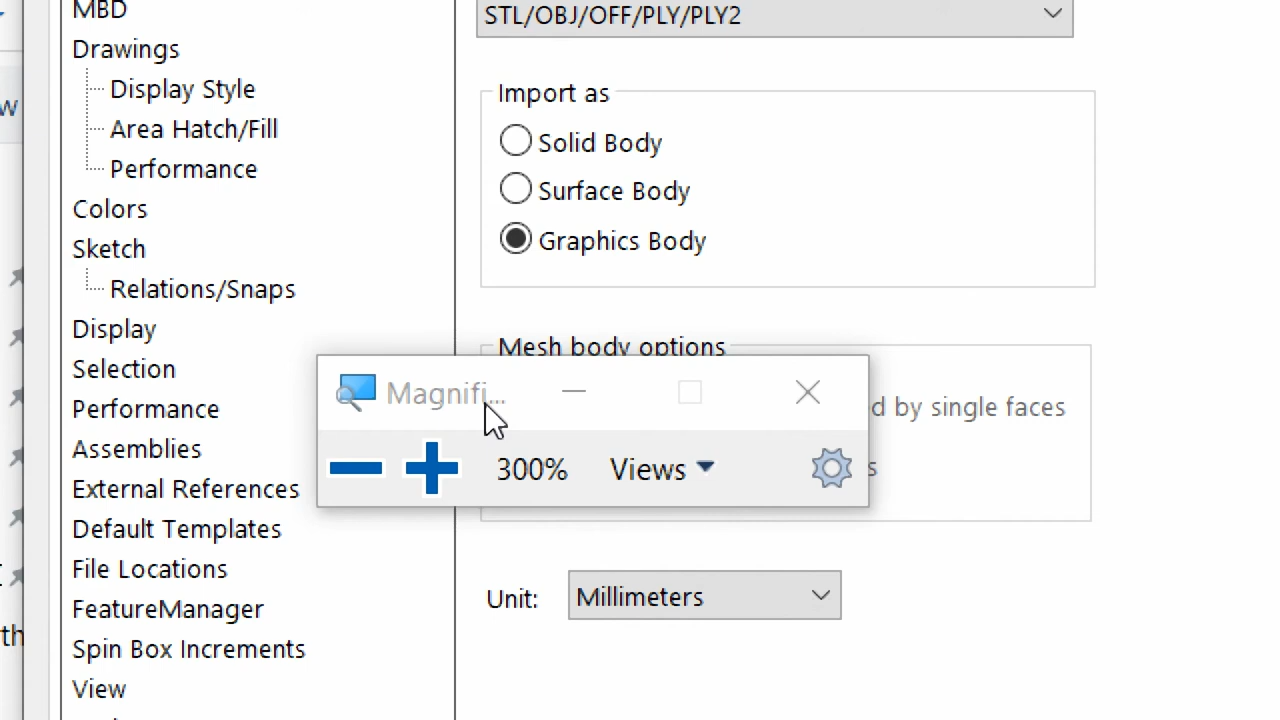 MBD
Drawings
Display Style
Area Hatch/Fill
Performance
Colors
Sketch
Relations/Snaps
Display
Selection
Performance
Assemblies
External References
Default Templates
File Locations
FeatureManager
Spin Box Increments
View
STL/OBJ/OFF/PLY/PLY2
Import as
Solid Body
Surface Body
Graphics Body
Mesh body options
by single faces
Magnifi...
300% Views
Unit: Millimeters